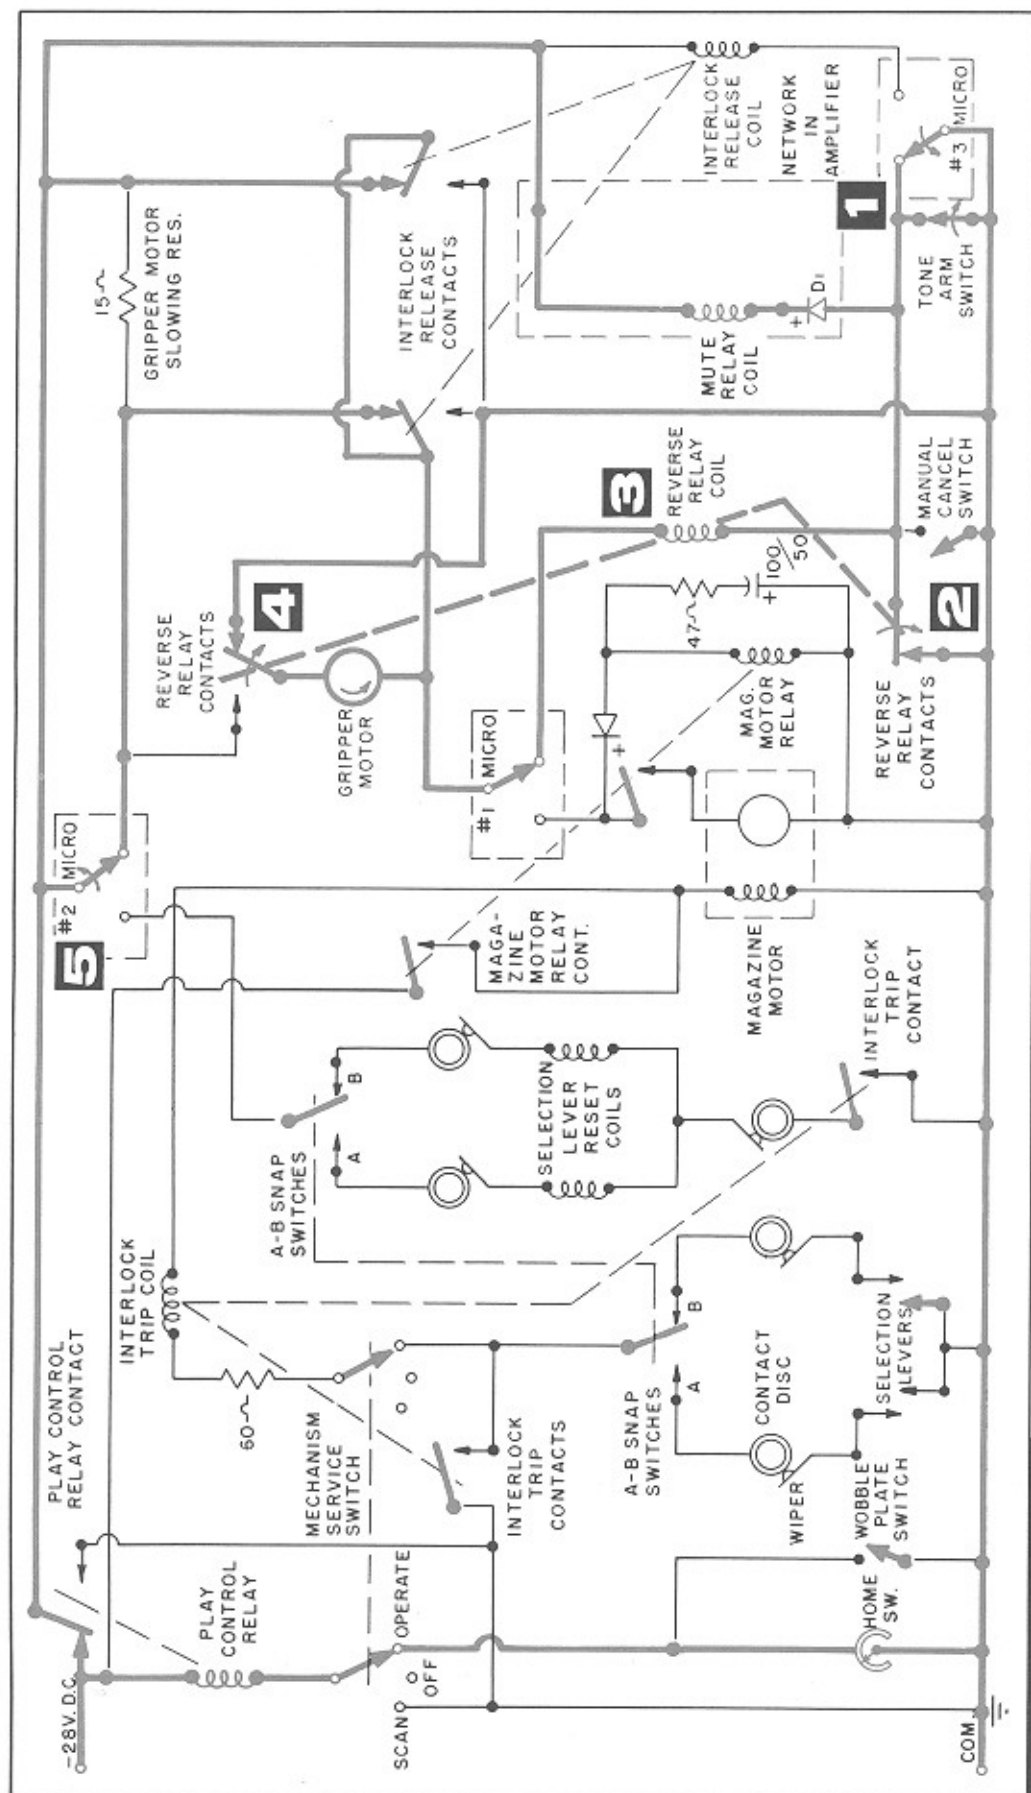 -28V. D.C.
PLAY CONTROL
RELAY CONTACT
PLAY
CONTROL
RELAY
SCAN
OFF
OPERATE
COM.
HOME
SW.
WOBBLE
PLATE
SWITCH
MECHANISM
SERVICE
SWITCH
60
INTERLOCK
TRIP COIL
INTERLOCK
TRIP
CONTACTS
A-B SNAP
SWITCHES
A
B
WIPER
CONTACT
DISC
SELECTION
LEVERS
A-B SNAP
SWITCHES
A
B
SELECTION
LEVER
RESET
COILS
INTERLOCK
TRIP
CONTACT
MAGA-
ZINE
MOTOR
RELAY
CONT.
MAGAZINE
MOTOR
5
#2
MICRO
REVERSE
RELAY
CONTACTS
4
GRIPPER
MOTOR
#1
MICRO
+
MAG.
MOTOR
RELAY
47
+
100/50
REVERSE
RELAY
CONTACTS
2
3
REVERSE
RELAY
COIL
MANUAL
CANCEL
SWITCH
15
GRIPPER MOTOR
SLOWING RES.
INTERLOCK
RELEASE
CONTACTS
MUTE
RELAY
COIL
+
D1
TONE
ARM
SWITCH
1
INTERLOCK
RELEASE
COIL
NETWORK
IN
AMPLIFIER
#3
MICRO